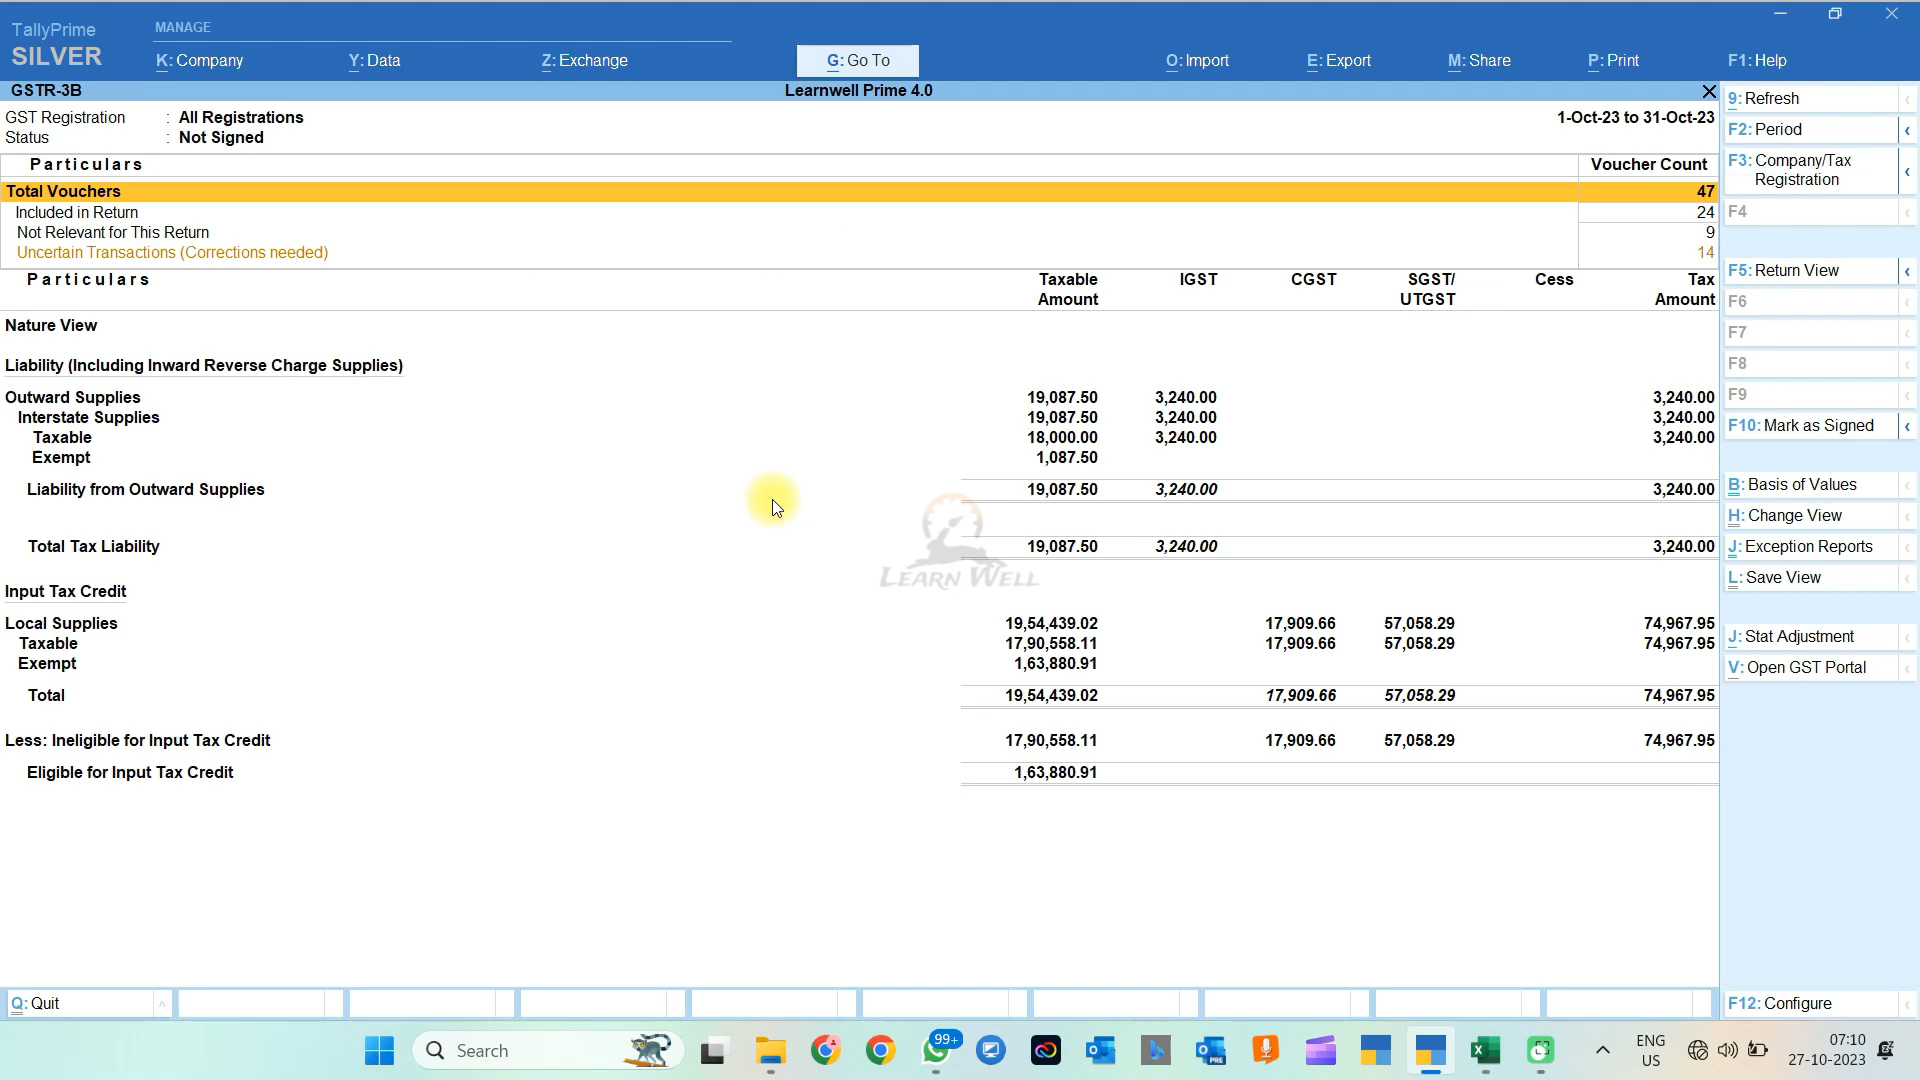 TallyPrime
SILVER
MANAGE
K: Company
Y: Data
Z: Exchange
G: Go To
O: Import
E: Export
M: Share
P: Print
F1: Help
GSTR-3B
Learnwell Prime 4.0
GST Registration : All Registrations
1-Oct-23 to 31-Oct-23
Status : Not Signed
Particulars Voucher Count
Total Vouchers 47
Included in Return 24
Not Relevant for This Return 9
Uncertain Transactions (Corrections needed) 14
Particulars Taxable Amount IGST CGST SGST/ UTGST Cess Tax Amount
Nature View
Liability (Including Inward Reverse Charge Supplies)
Outward Supplies 19,087.50 3,240.00 3,240.00
Interstate Supplies 19,087.50 3,240.00 3,240.00
Taxable 18,000.00 3,240.00 3,240.00
Exempt 1,087.50
Liability from Outward Supplies 19,087.50 3,240.00 3,240.00
LEARN WELL
Total Tax Liability 19,087.50 3,240.00 3,240.00
Input Tax Credit
Local Supplies 19,54,439.02 17,909.66 57,058.29 74,967.95
Taxable 17,90,558.11 17,909.66 57,058.29 74,967.95
Exempt 1,63,880.91
Total 19,54,439.02 17,909.66 57,058.29 74,967.95
Less: Ineligible for Input Tax Credit 17,90,558.11 17,909.66 57,058.29 74,967.95
Eligible for Input Tax Credit 1,63,880.91
9: Refresh
F2: Period
F3: Company/Tax
Registration
F4
F5: Return View
F6
F7
F8
F9
F10: Mark as Signed
B: Basis of Values
H: Change View
J: Exception Reports
L: Save View
J: Stat Adjustment
V: Open GST Portal
Q: Quit
F12: Configure
Search
99+
PRE
ENG
US
07:10
27-10-2023